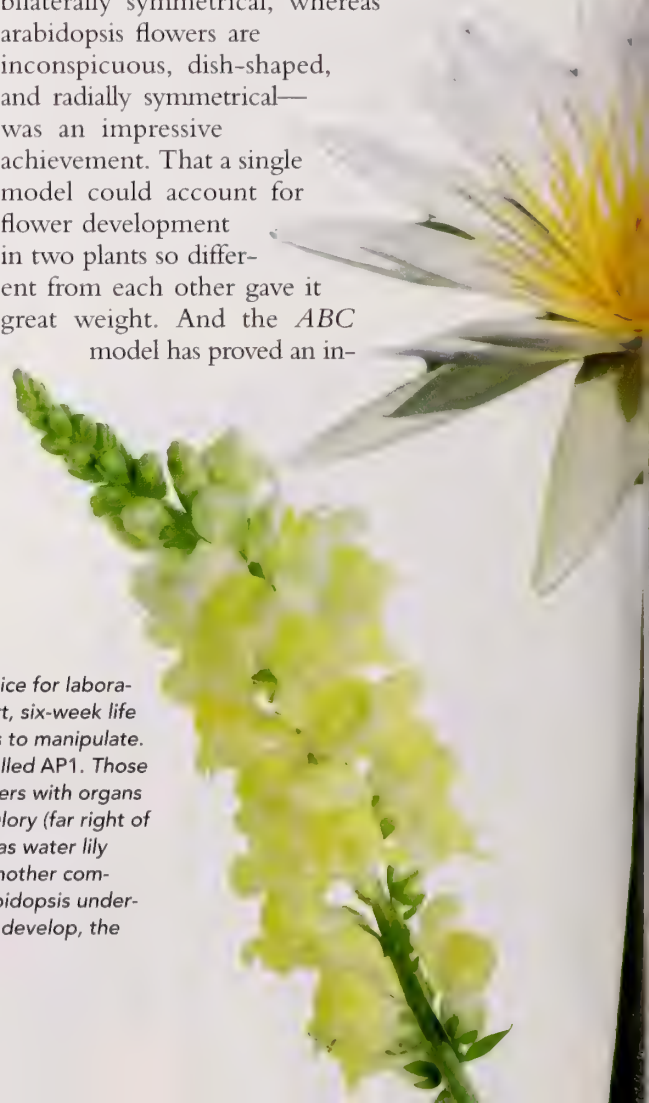 bilaterally symmetrical, whereas
arabidopsis flowers are
inconspicuous, dish-shaped,
and radially symmetrical—
was an impressive
achievement. That a single
model could account for
flower development
in two plants so differ-
ent from each other gave it
great weight. And the ABC
model has proved an in-
ice for labora-
t, six-week life
s to manipulate.
lled AP1. Those
ers with organs
lory (far right of
as water lily
nother com-
bidopsis under-
develop, the